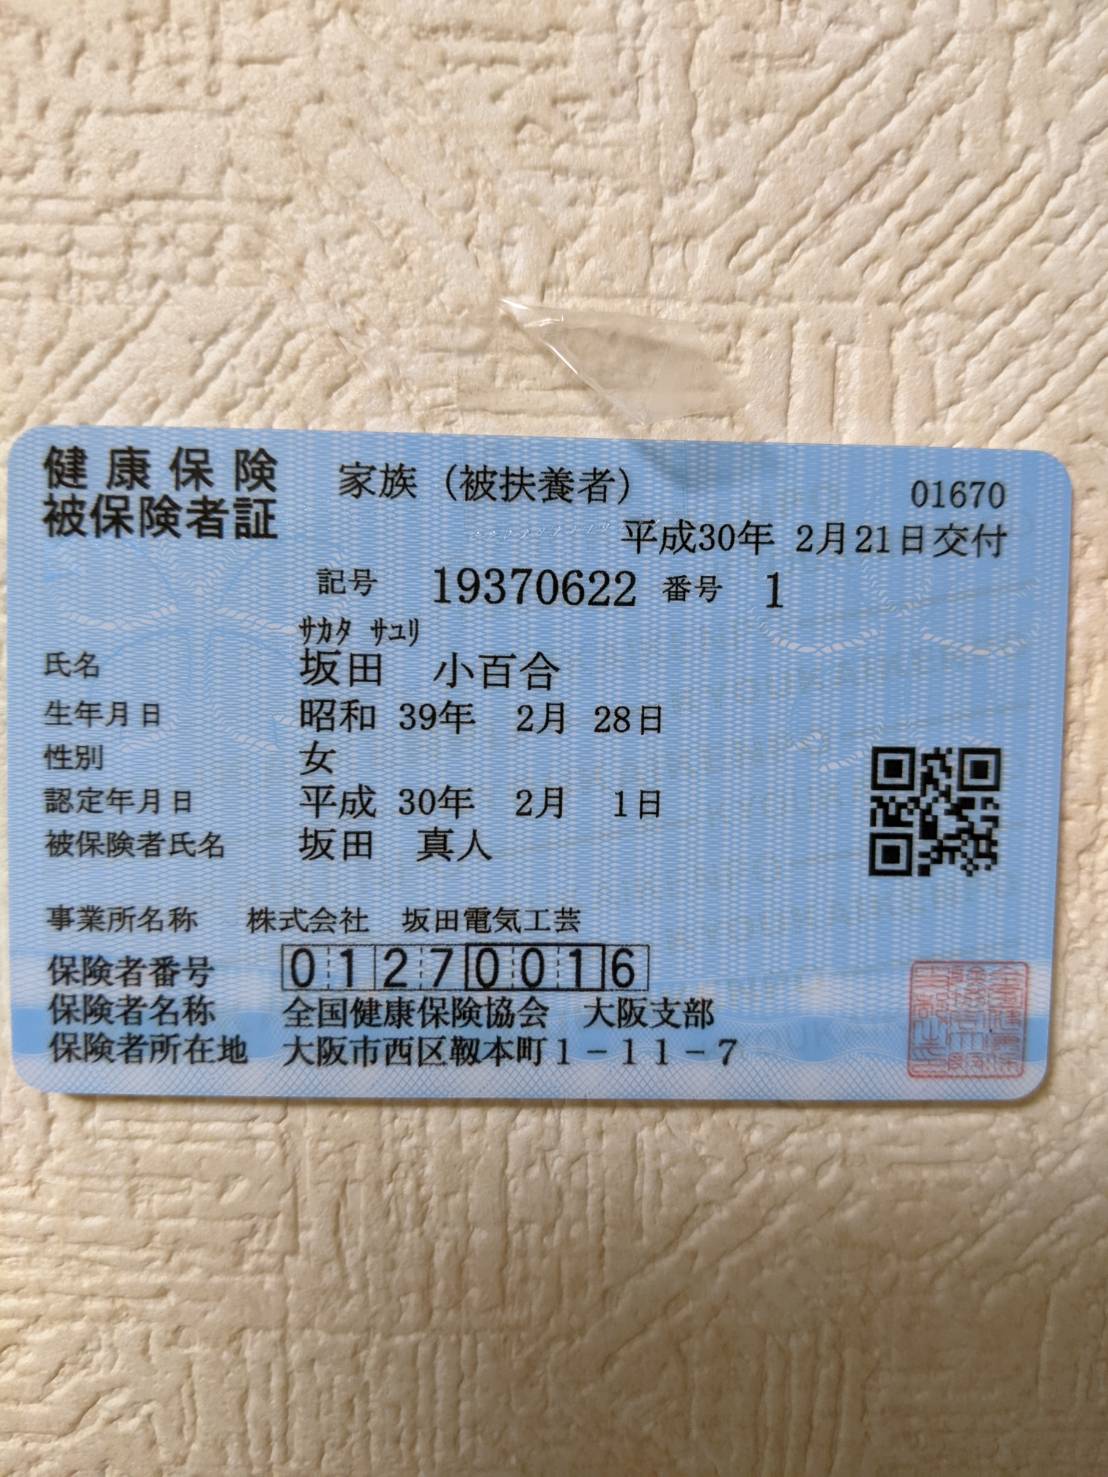 健康保険 家族（被扶養者） 01670
被保険者証 平成30年 2月21日交付
記号 19370622 番号 1
ｻｶﾀ ｻﾕﾘ
氏名 坂田 小百合
生年月日 昭和 39年 2月 28日
性別 女
認定年月日 平成 30年 2月 1日
被保険者氏名 坂田 真人
事業所名称 株式会社 坂田電気工芸
保険者番号 01270016
保険者名称 全国健康保険協会 大阪支部
保険者所在地 大阪市西区靱本町1－11－7